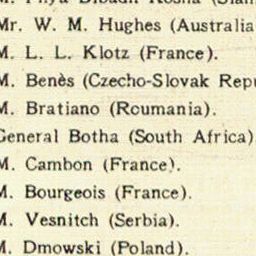 M. Phya Bibadh Kosha (Siam
Mr. W. M. Hughes (Australia
M. L. L. Klotz (France).
M. Benès (Czecho-Slovak Repu
M. Bratiano (Roumania).
General Botha (South Africa)
M. Cambon (France).
M. Bourgeois (France).
M. Vesnitch (Serbia).
M. Dmowski (Poland).